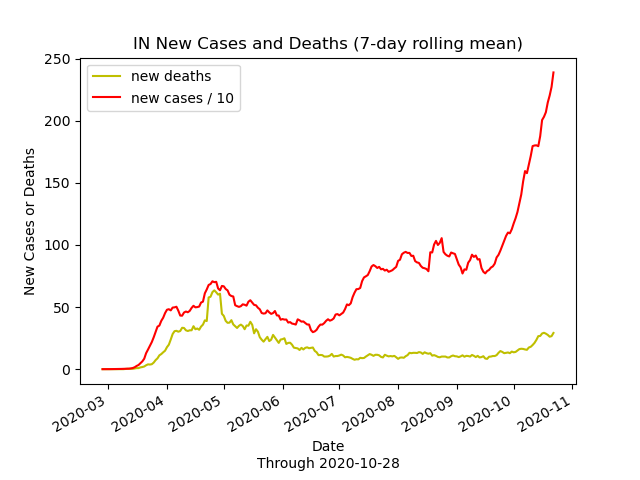 IN New Cases and Deaths (7-day rolling mean)
new deaths
new cases / 10
New Cases or Deaths
250
200
150
100
50
0
2020-03
2020-04
2020-05
2020-06
2020-07
2020-08
2020-09
2020-10
2020-11
Date
Through 2020-10-28